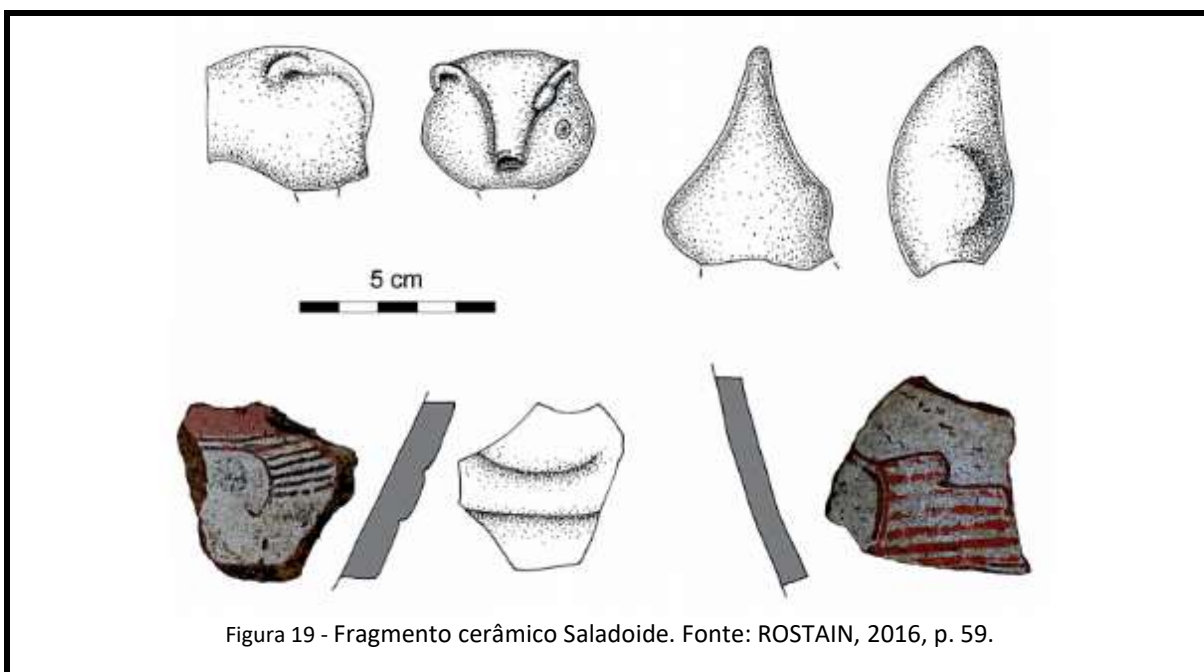 5 cm
Figura 19 - Fragmento cerâmico Saladoide. Fonte: ROSTAIN, 2016, p. 59.